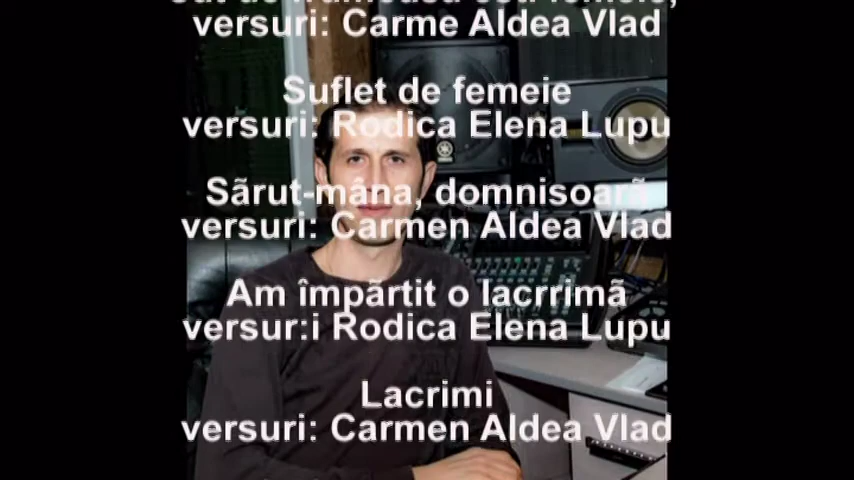 versuri: Carme Aldea Vlad
Suflet de femeie
versuri: Rodica Elena Lupu
Sãrut-mâna, domnisoarã
versuri: Carmen Aldea Vlad
Am împãrtit o lacrrimã
versur:i Rodica Elena Lupu
Lacrimi
versuri: Carmen Aldea Vlad